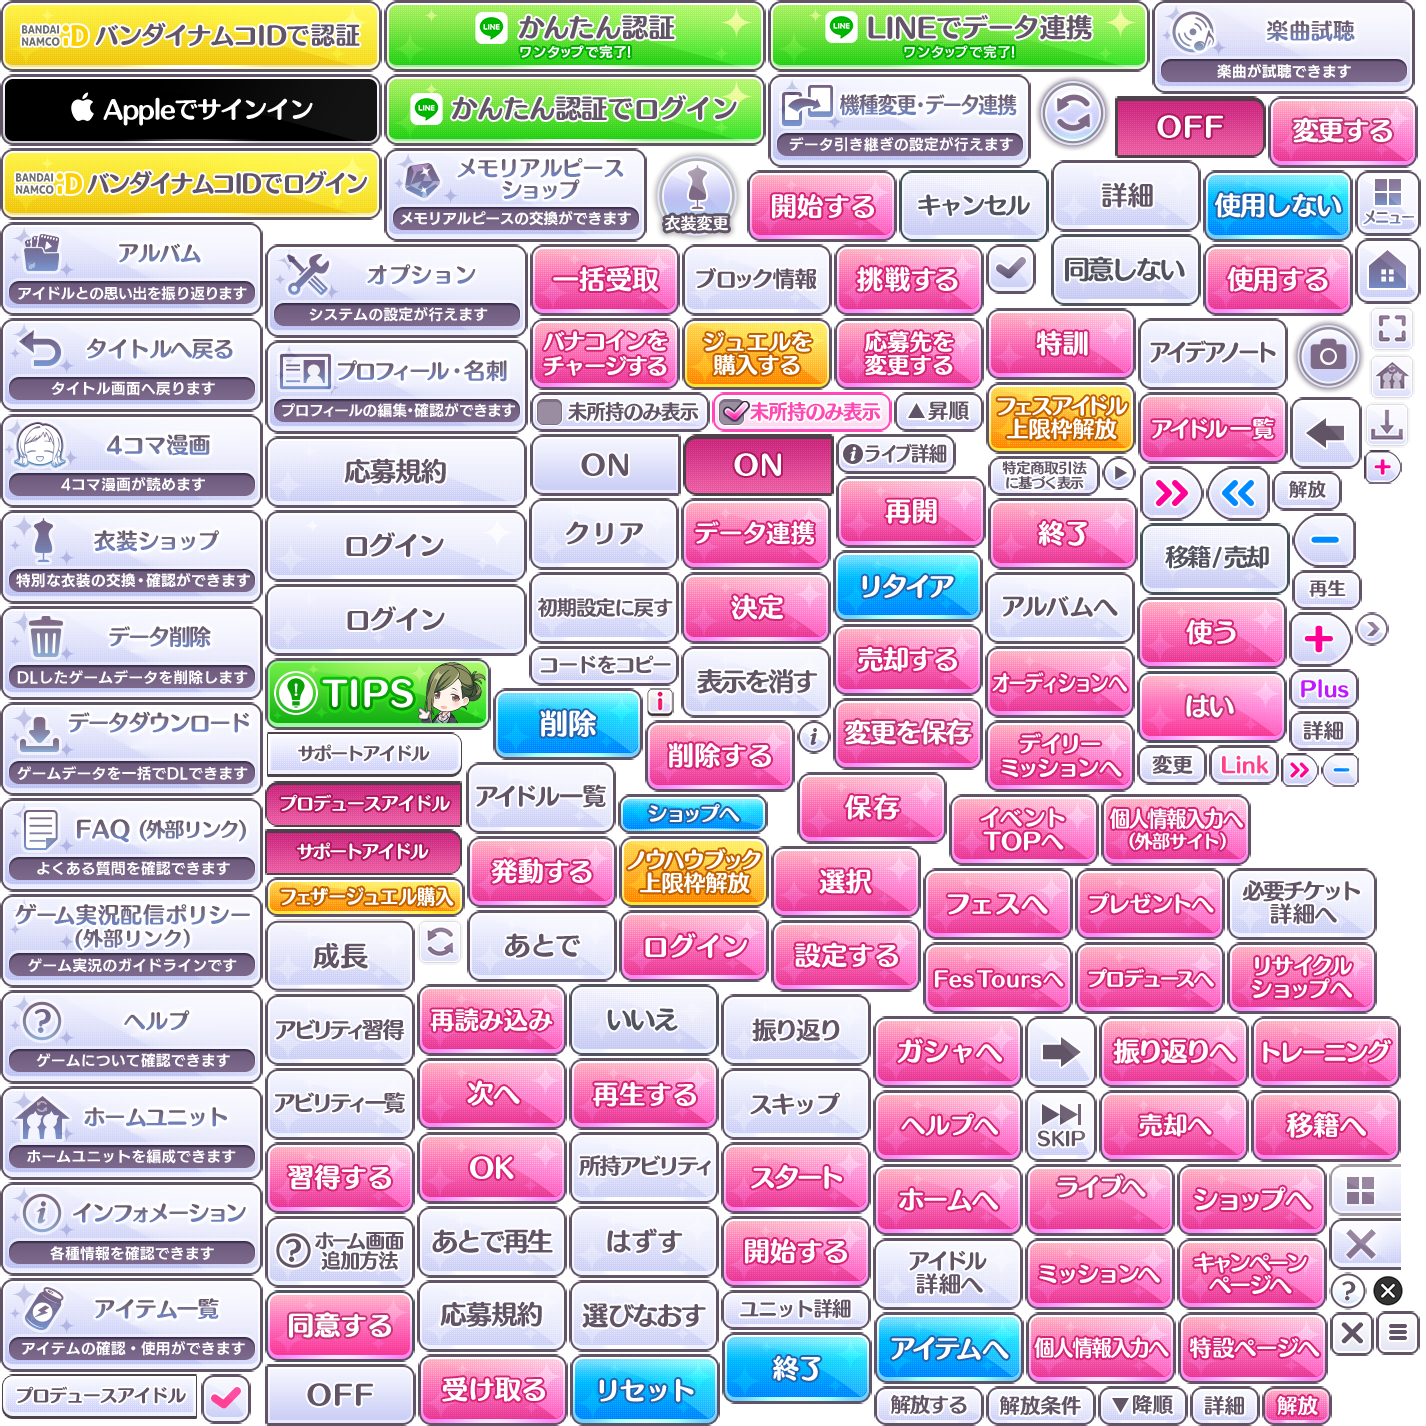 BANDAI NAMCO iD バンダイナムコIDで認証
LINE かんたん認証
ワンタップで完了!
LINE LINEでデータ連携
ワンタップで完了!
楽曲試聴
楽曲が試聴できます
Appleでサインイン
LINE かんたん認証でログイン
機種変更・データ連携
データ引き継ぎの設定が行えます
OFF
変更する
BANDAI NAMCO iD バンダイナムコIDでログイン
メモリアルピース
ショップ
メモリアルピースの交換ができます
衣装変更
開始する
キャンセル
詳細
使用しない
メニュー
アルバム
アイドルとの思い出を振り返ります
オプション
システムの設定が行えます
一括受取
ブロック情報
挑戦する
同意しない
使用する
タイトルへ戻る
タイトル画面へ戻ります
プロフィール・名刺
プロフィールの編集・確認ができます
バナコインを
チャージする
ジュエルを
購入する
応募先を
変更する
特訓
アイデアノート
未所持のみ表示
未所持のみ表示
▲昇順
フェスアイドル
上限枠解放
アイドル一覧
4コマ漫画
4コマ漫画が読めます
応募規約
ON
ON
ライブ詳細
特定商取引法
に基づく表示
解放
衣装ショップ
特別な衣装の交換・確認ができます
ログイン
クリア
データ連携
再開
終了
移籍/売却
再生
データ削除
DLしたゲームデータを削除します
ログイン
初期設定に戻す
決定
リタイア
アルバムへ
使う
コードをコピー
表示を消す
売却する
オーディションへ
Plus
TIPS
データダウンロード
ゲームデータを一括でDLできます
削除
削除する
変更を保存
デイリー
ミッションへ
はい
詳細
サポートアイドル
変更
Link
プロデュースアイドル
アイドル一覧
ショップへ
保存
イベント
TOPへ
個人情報入力へ
(外部サイト)
FAQ (外部リンク)
よくある質問を確認できます
サポートアイドル
発動する
ノウハウブック
上限枠解放
選択
フェザージュエル購入
フェスへ
プレゼントへ
必要チケット
詳細へ
ゲーム実況配信ポリシー
(外部リンク)
ゲーム実況のガイドラインです
成長
あとで
ログイン
設定する
Fes Toursへ
プロデュースへ
リサイクル
ショップへ
ヘルプ
ゲームについて確認できます
アビリティ習得
再読み込み
いいえ
振り返り
ガシャへ
振り返りへ
トレーニング
ホームユニット
ホームユニットを編成できます
アビリティ一覧
次へ
再生する
スキップ
ヘルプへ
SKIP
売却へ
移籍へ
習得する
OK
所持アビリティ
スタート
ホームへ
ライブへ
ショップへ
インフォメーション
各種情報を確認できます
ホーム画面
追加方法
あとで再生
はずす
開始する
アイドル
詳細へ
ミッションへ
キャンペーン
ページへ
アイテム一覧
アイテムの確認・使用ができます
同意する
応募規約
選びなおす
ユニット詳細
アイテムへ
個人情報入力へ
特設ページへ
プロデュースアイドル
OFF
受け取る
リセット
終了
解放する
解放条件
▼降順
詳細
解放